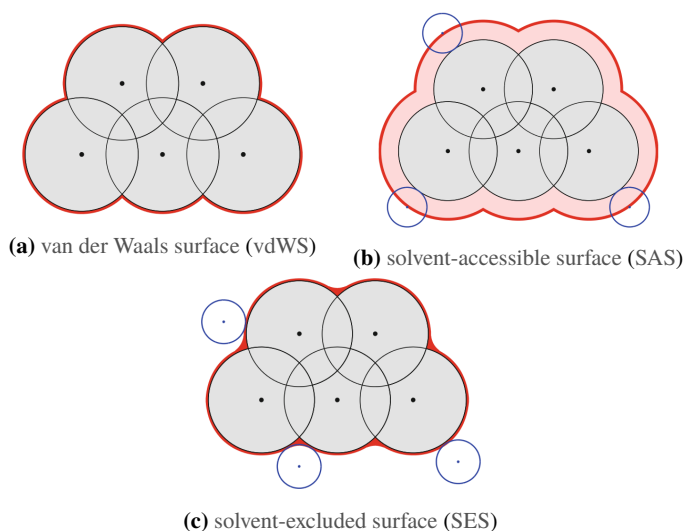 (a) van der Waals surface (vdWS)
(b) solvent-accessible surface (SAS)
(c) solvent-excluded surface (SES)